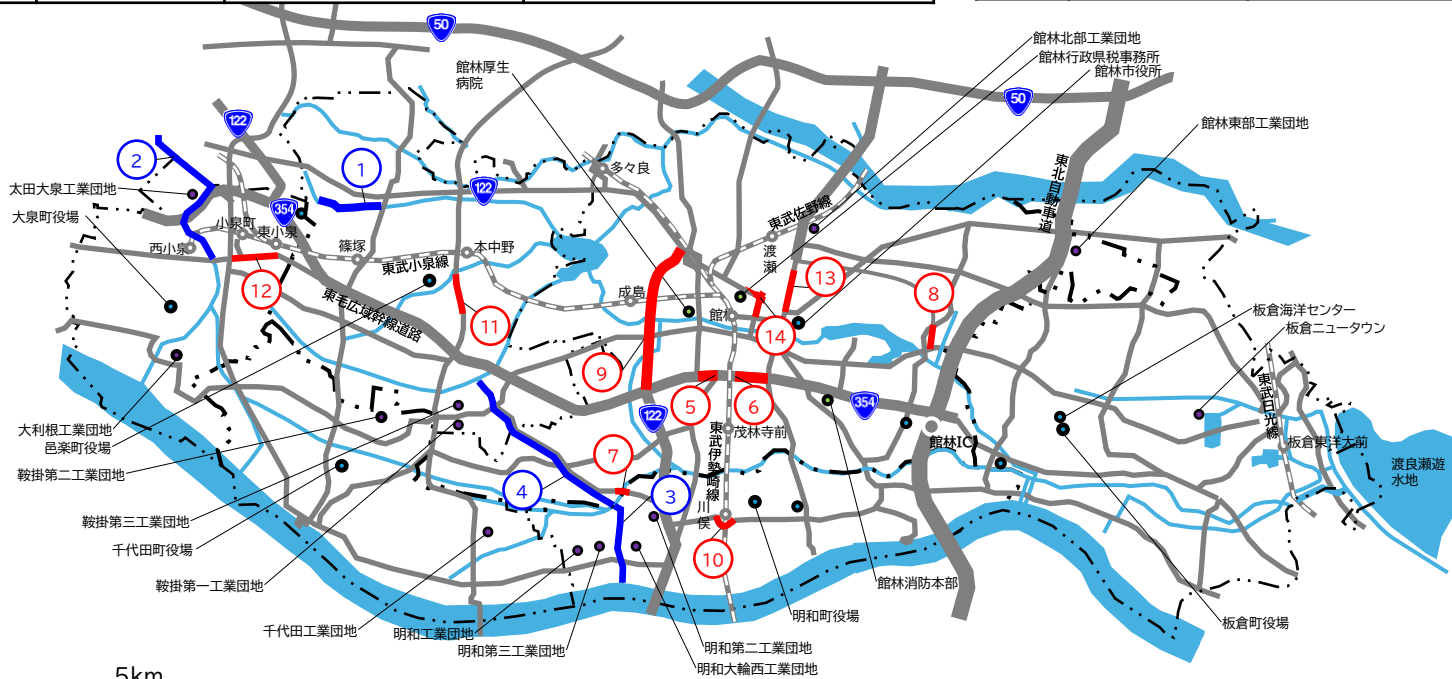 50
館林北部工業団地
館林行政県税事務所
館林市役所
館林厚生
病院
50
122
館林東部工業団地
2
多々良
1
東北自動車道
太田大泉工業団地
122
354
大泉町役場
小泉町
東小泉
東武佐野線
西小泉
篠塚
本中野
渡瀬
東武小泉線
13
12
成島
8
東毛広域幹線道路
11
館林
14
板倉海洋センター
板倉ニュータウン
9
5
6
354
東武日光線
122
大利根工業団地
茂林寺前
邑楽町役場
東武伊勢崎線
館林IC
板倉東洋大前
鞍掛第二工業団地
7
渡良瀬遊
水地
4
3
鞍掛第三工業団地
川俣
千代田町役場
10
鞍掛第一工業団地
館林消防本部
明和町役場
板倉町役場
千代田工業団地
明和工業団地
明和第二工業団地
明和第三工業団地
明和大輪西工業団地
5km